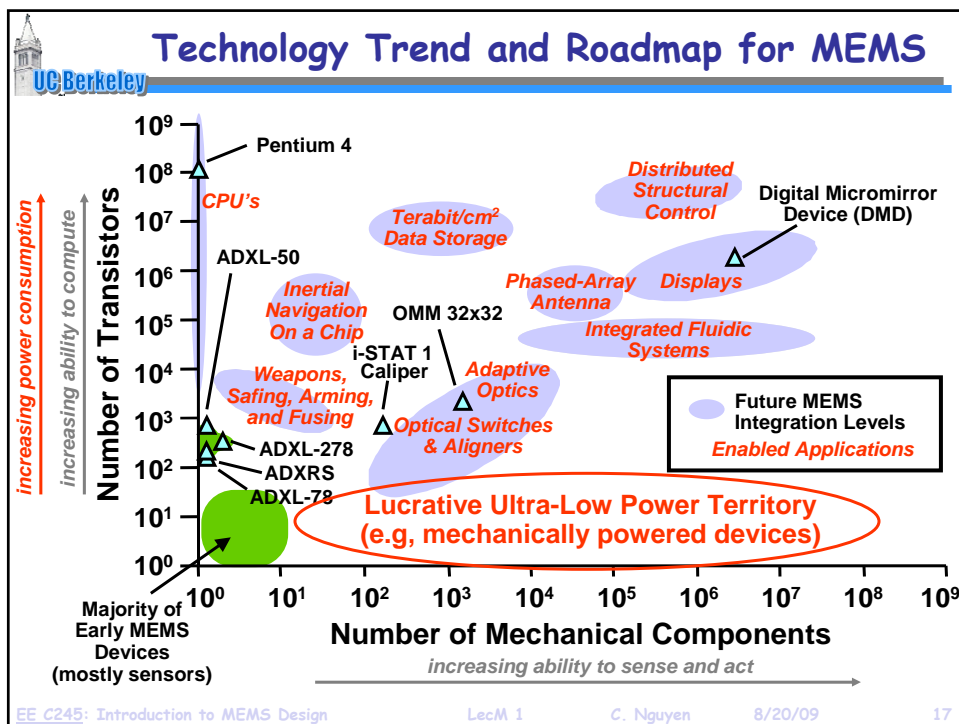 Technology Trend and Roadmap for MEMS
UC Berkeley
increasing power consumption
increasing ability to compute
Number of Transistors
10⁹
10⁸
10⁷
10⁶
10⁵
10⁴
10³
10²
10¹
10⁰
Pentium 4
CPU's
ADXL-50
Terabit/cm²
Data Storage
Distributed
Structural
Control
Digital Micromirror
Device (DMD)
Inertial
Navigation
On a Chip
Phased-Array
Antenna
Displays
OMM 32x32
Integrated Fluidic
Systems
i-STAT 1
Caliper
Weapons,
Safing, Arming,
and Fusing
Adaptive
Optics
Optical Switches
& Aligners
Future MEMS
Integration Levels
Enabled Applications
ADXL-278
ADXRS
ADXL-78
Lucrative Ultra-Low Power Territory
(e.g, mechanically powered devices)
10⁰ 10¹ 10² 10³ 10⁴ 10⁵ 10⁶ 10⁷ 10⁸ 10⁹
Majority of
Early MEMS
Devices
(mostly sensors)
Number of Mechanical Components
increasing ability to sense and act
EE C245: Introduction to MEMS Design LecM 1 C. Nguyen 8/20/09 17